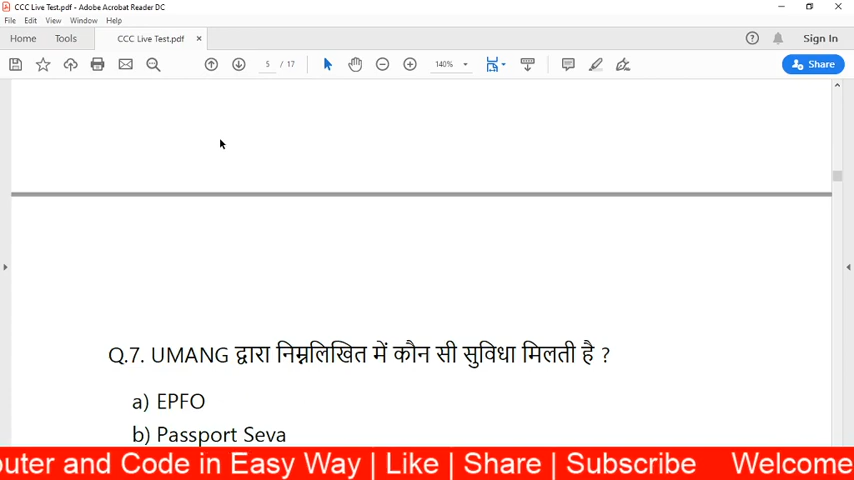 CCC Live Test.pdf - Adobe Acrobat Reader DC
File Edit View Window Help
Home Tools CCC Live Test.pdf × Sign In
5 / 17 140% Share
Q.7. UMANG द्वारा निम्नलिखित में कौन सी सुविधा मिलती है ?
a) EPFO
b) Passport Seva
outer and Code in Easy Way | Like | Share | Subscribe Welcome